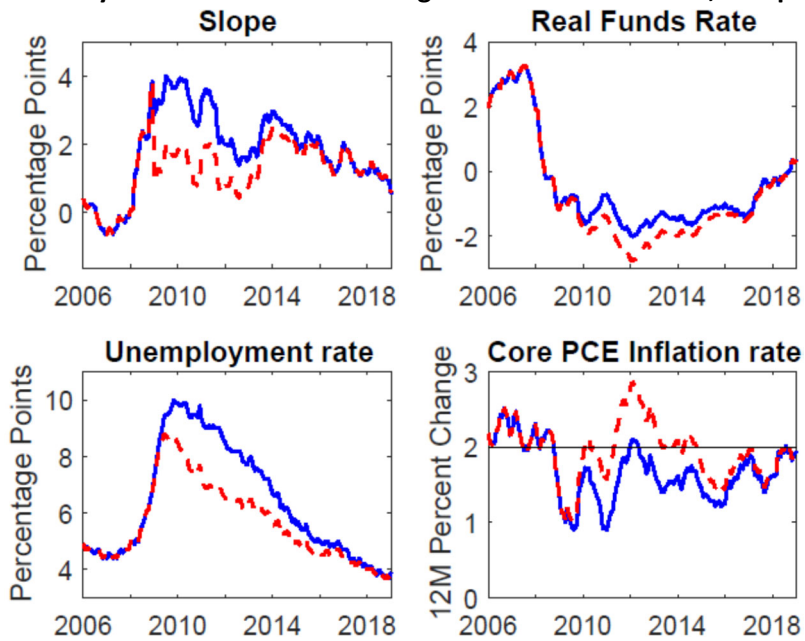 Slope
Percentage Points
4
2
0
2006 2010 2014 2018
Real Funds Rate
Percentage Points
4
2
0
-2
2006 2010 2014 2018
Unemployment rate
Percentage Points
10
8
6
4
2006 2010 2014 2018
Core PCE Inflation rate
12M Percent Change
3
2
1
0
2006 2010 2014 2018